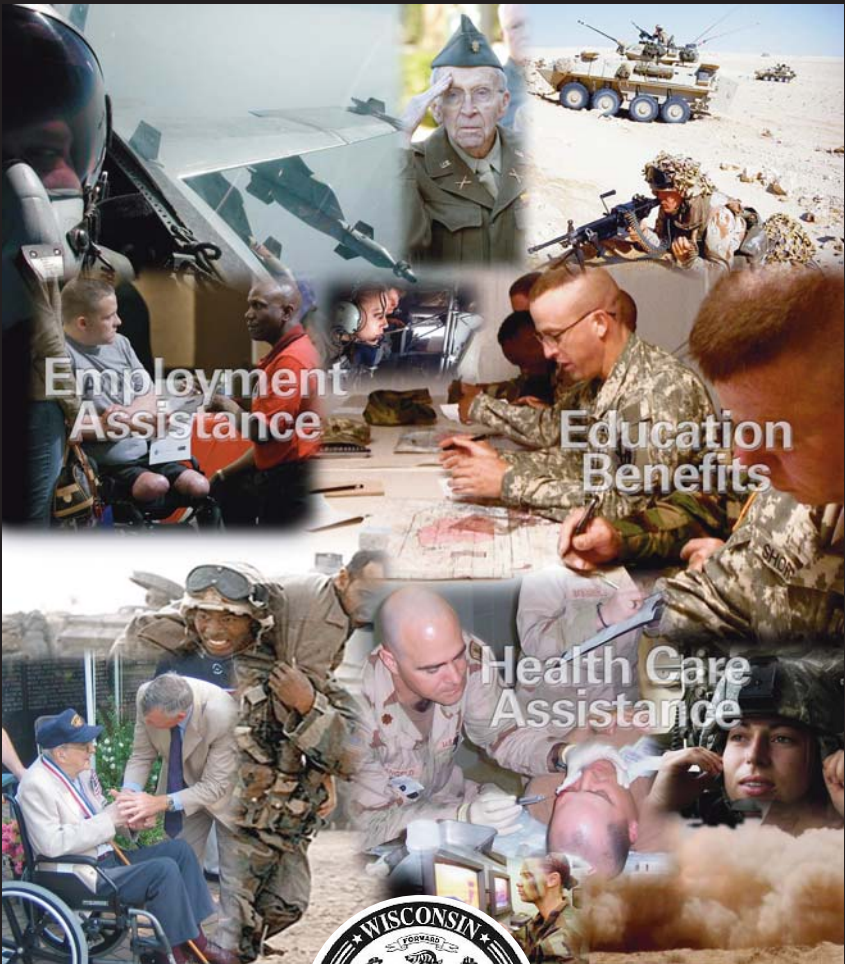 Employment
Assistance
Education
Benefits
SHOR
Health Care
Assistance
WISCONSIN
FORWARD